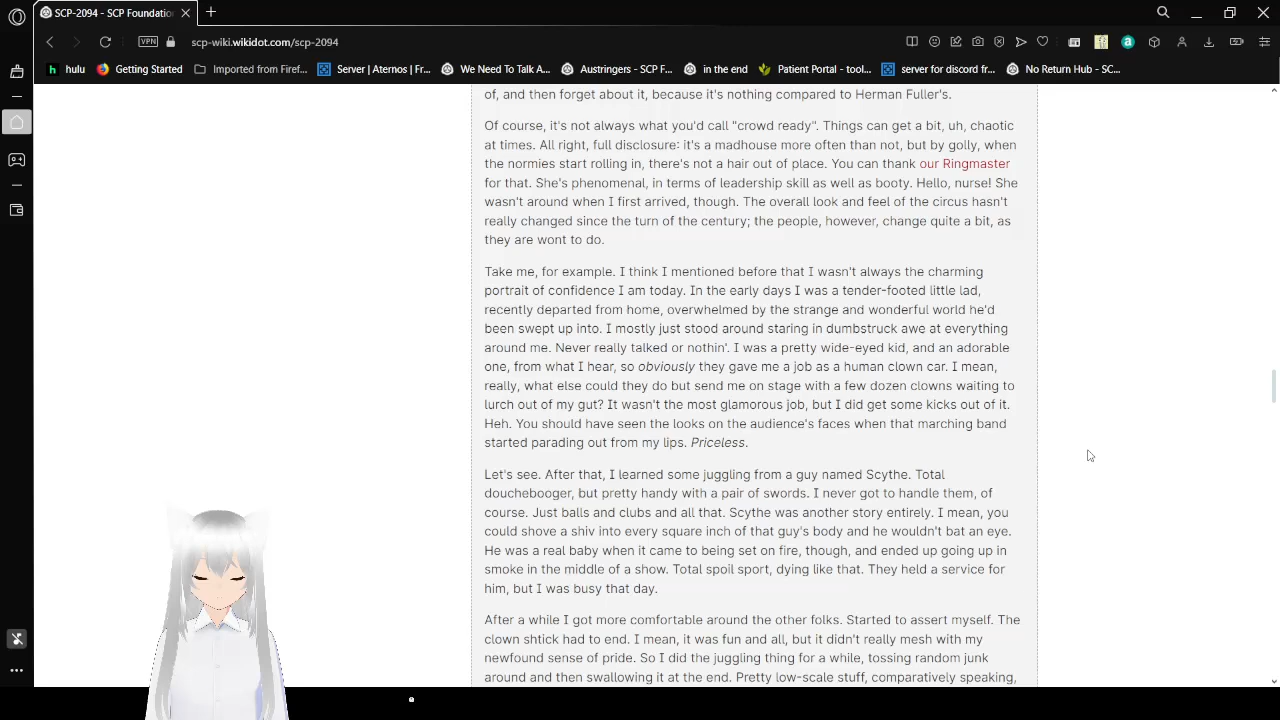 SCP-2094 - SCP Foundatio
scp-wiki.wikidot.com/scp-2094
VPN
hulu
Getting Started
Imported from Firef...
Server | Aternos | Fr...
We Need To Talk A...
Austringers - SCP F...
in the end
Patient Portal - tool...
server for discord fr...
No Return Hub - SC...
of, and then forget about it, because it's nothing compared to Herman Fuller's.
Of course, it's not always what you'd call "crowd ready". Things can get a bit, uh, chaotic
at times. All right, full disclosure: it's a madhouse more often than not, but by golly, when
the normies start rolling in, there's not a hair out of place. You can thank our Ringmaster
for that. She's phenomenal, in terms of leadership skill as well as booty. Hello, nurse! She
wasn't around when I first arrived, though. The overall look and feel of the circus hasn't
really changed since the turn of the century; the people, however, change quite a bit, as
they are wont to do.
Take me, for example. I think I mentioned before that I wasn't always the charming
portrait of confidence I am today. In the early days I was a tender-footed little lad,
recently departed from home, overwhelmed by the strange and wonderful world he'd
been swept up into. I mostly just stood around staring in dumbstruck awe at everything
around me. Never really talked or nothin'. I was a pretty wide-eyed kid, and an adorable
one, from what I hear, so obviously they gave me a job as a human clown car. I mean,
really, what else could they do but send me on stage with a few dozen clowns waiting to
lurch out of my gut? It wasn't the most glamorous job, but I did get some kicks out of it.
Heh. You should have seen the looks on the audience's faces when that marching band
started parading out from my lips. Priceless.
Let's see. After that, I learned some juggling from a guy named Scythe. Total
douchebooger, but pretty handy with a pair of swords. I never got to handle them, of
course. Just balls and clubs and all that. Scythe was another story entirely. I mean, you
could shove a shiv into every square inch of that guy's body and he wouldn't bat an eye.
He was a real baby when it came to being set on fire, though, and ended up going up in
smoke in the middle of a show. Total spoil sport, dying like that. They held a service for
him, but I was busy that day.
After a while I got more comfortable around the other folks. Started to assert myself. The
clown shtick had to end. I mean, it was fun and all, but it didn't really mesh with my
newfound sense of pride. So I did the juggling thing for a while, tossing random junk
around and then swallowing it at the end. Pretty low-scale stuff, comparatively speaking,